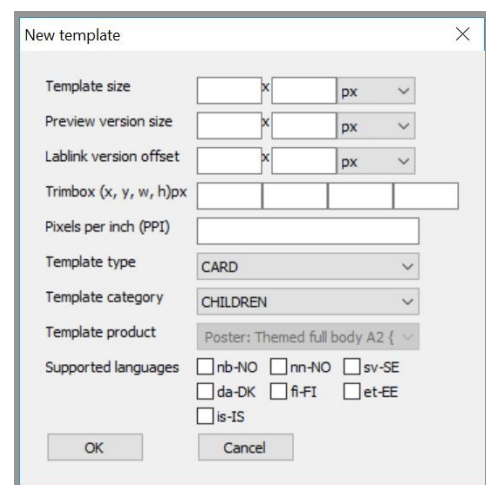 New template
Template size x px
Preview version size x px
Lablink version offset x px
Trimbox (x, y, w, h)px
Pixels per inch (PPI)
Template type CARD
Template category CHILDREN
Template product Poster: Themed full body A2 {
Supported languages nb-NO nn-NO sv-SE
da-DK fi-FI et-EE
is-IS
OK Cancel